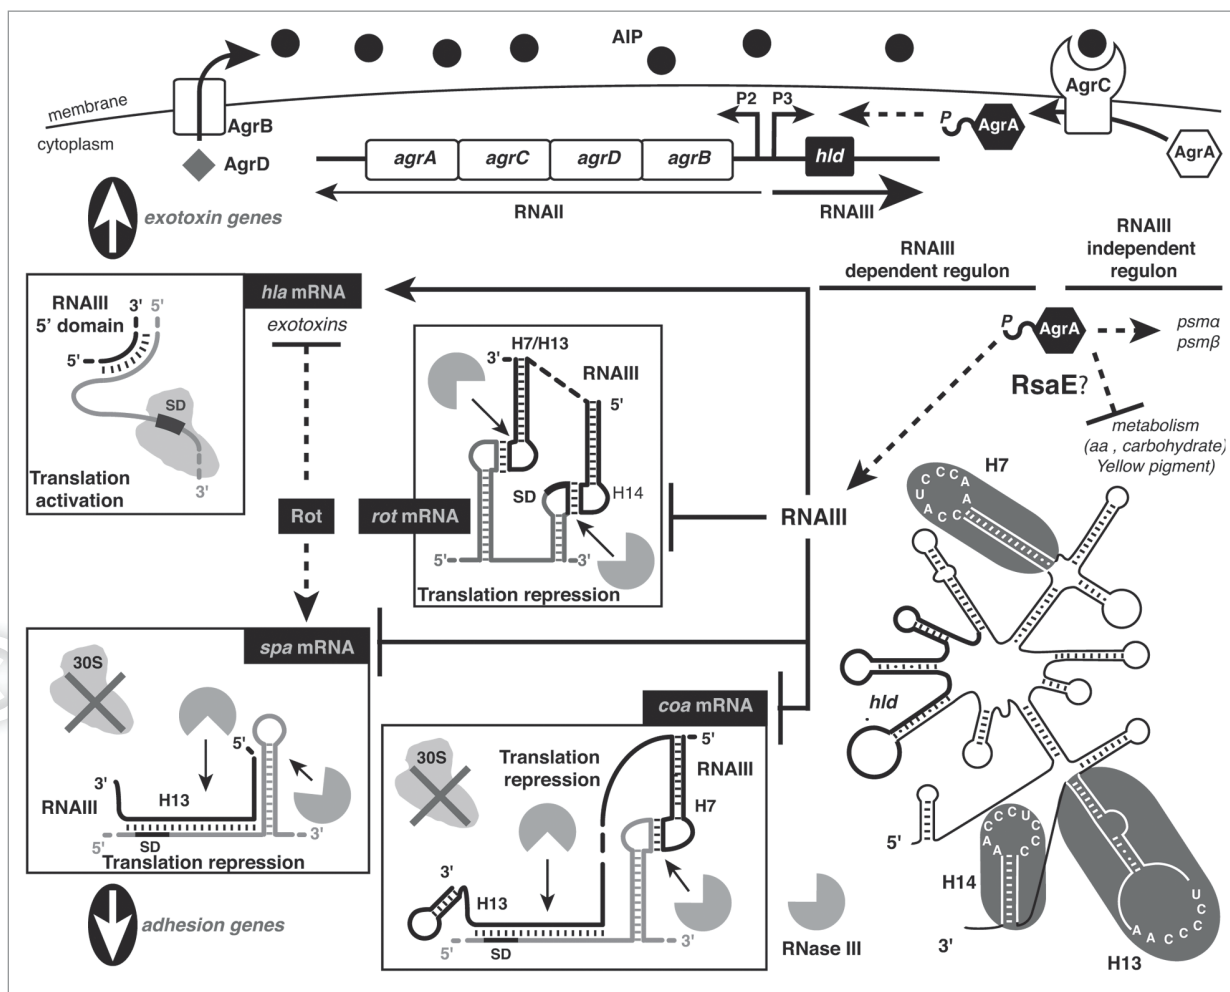 AIP
membrane
cytoplasm
AgrB
AgrD
P2
P3
P
AgrA
AgrC
AgrA
agrA
agrC
agrD
agrB
hld
RNAII
RNAIII
exotoxin genes
RNAIII
dependent regulon
RNAIII
independent
regulon
RNAIII
5' domain
3'
5'
5'
SD
3'
Translation
activation
hla mRNA
exotoxins
Rot
rot mRNA
H7/H13
3'
RNAIII
5'
SD
H14
5'
3'
Translation repression
RNAIII
P
AgrA
psmα
psmβ
RsaE?
metabolism
(aa , carbohydrate)
Yellow pigment)
H7
U C C C A A
A C C
hld
5'
C C C U C
A A C C
H14
3'
U C C C C C A A
H13
spa mRNA
30S
5'
3'
RNAIII
H13
5'
SD
3'
Translation repression
coa mRNA
30S
Translation
repression
5'
RNAIII
H7
3'
H13
5'
SD
3'
RNase III
adhesion genes